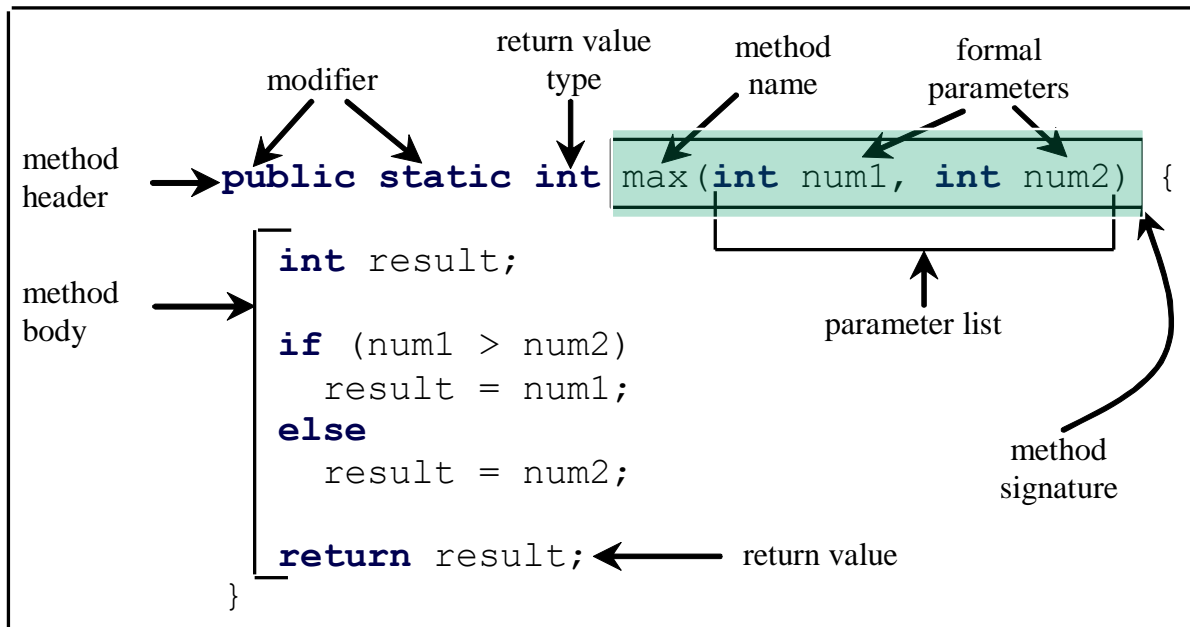 return value
type
method
name
formal
parameters
modifier
method
header
public static int max(int num1, int num2) {
method
body
int result;
parameter list
if (num1 > num2)
result = num1;
else
result = num2;
method
signature
return result;
return value
}